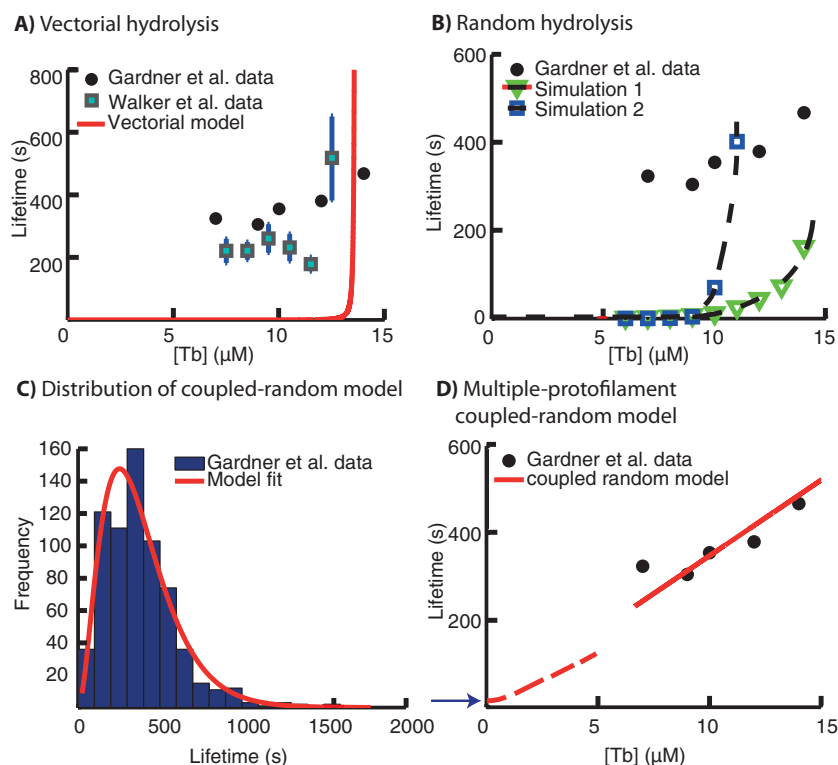 A) Vectorial hydrolysis
800
600
400
200
0
5
10
15
Lifetime (s)
[Tb] (µM)
Gardner et al. data
Walker et al. data
Vectorial model
B) Random hydrolysis
600
400
200
0
0
5
10
15
Lifetime (s)
[Tb] (µM)
Gardner et al. data
Simulation 1
Simulation 2
C) Distribution of coupled-random model
160
140
120
100
80
60
40
20
0
500
1000
1500
2000
Frequency
Lifetime (s)
Gardner et al. data
Model fit
D) Multiple-protofilament
coupled-random model
600
400
200
0
5
10
15
Lifetime (s)
[Tb] (µM)
Gardner et al. data
coupled random model